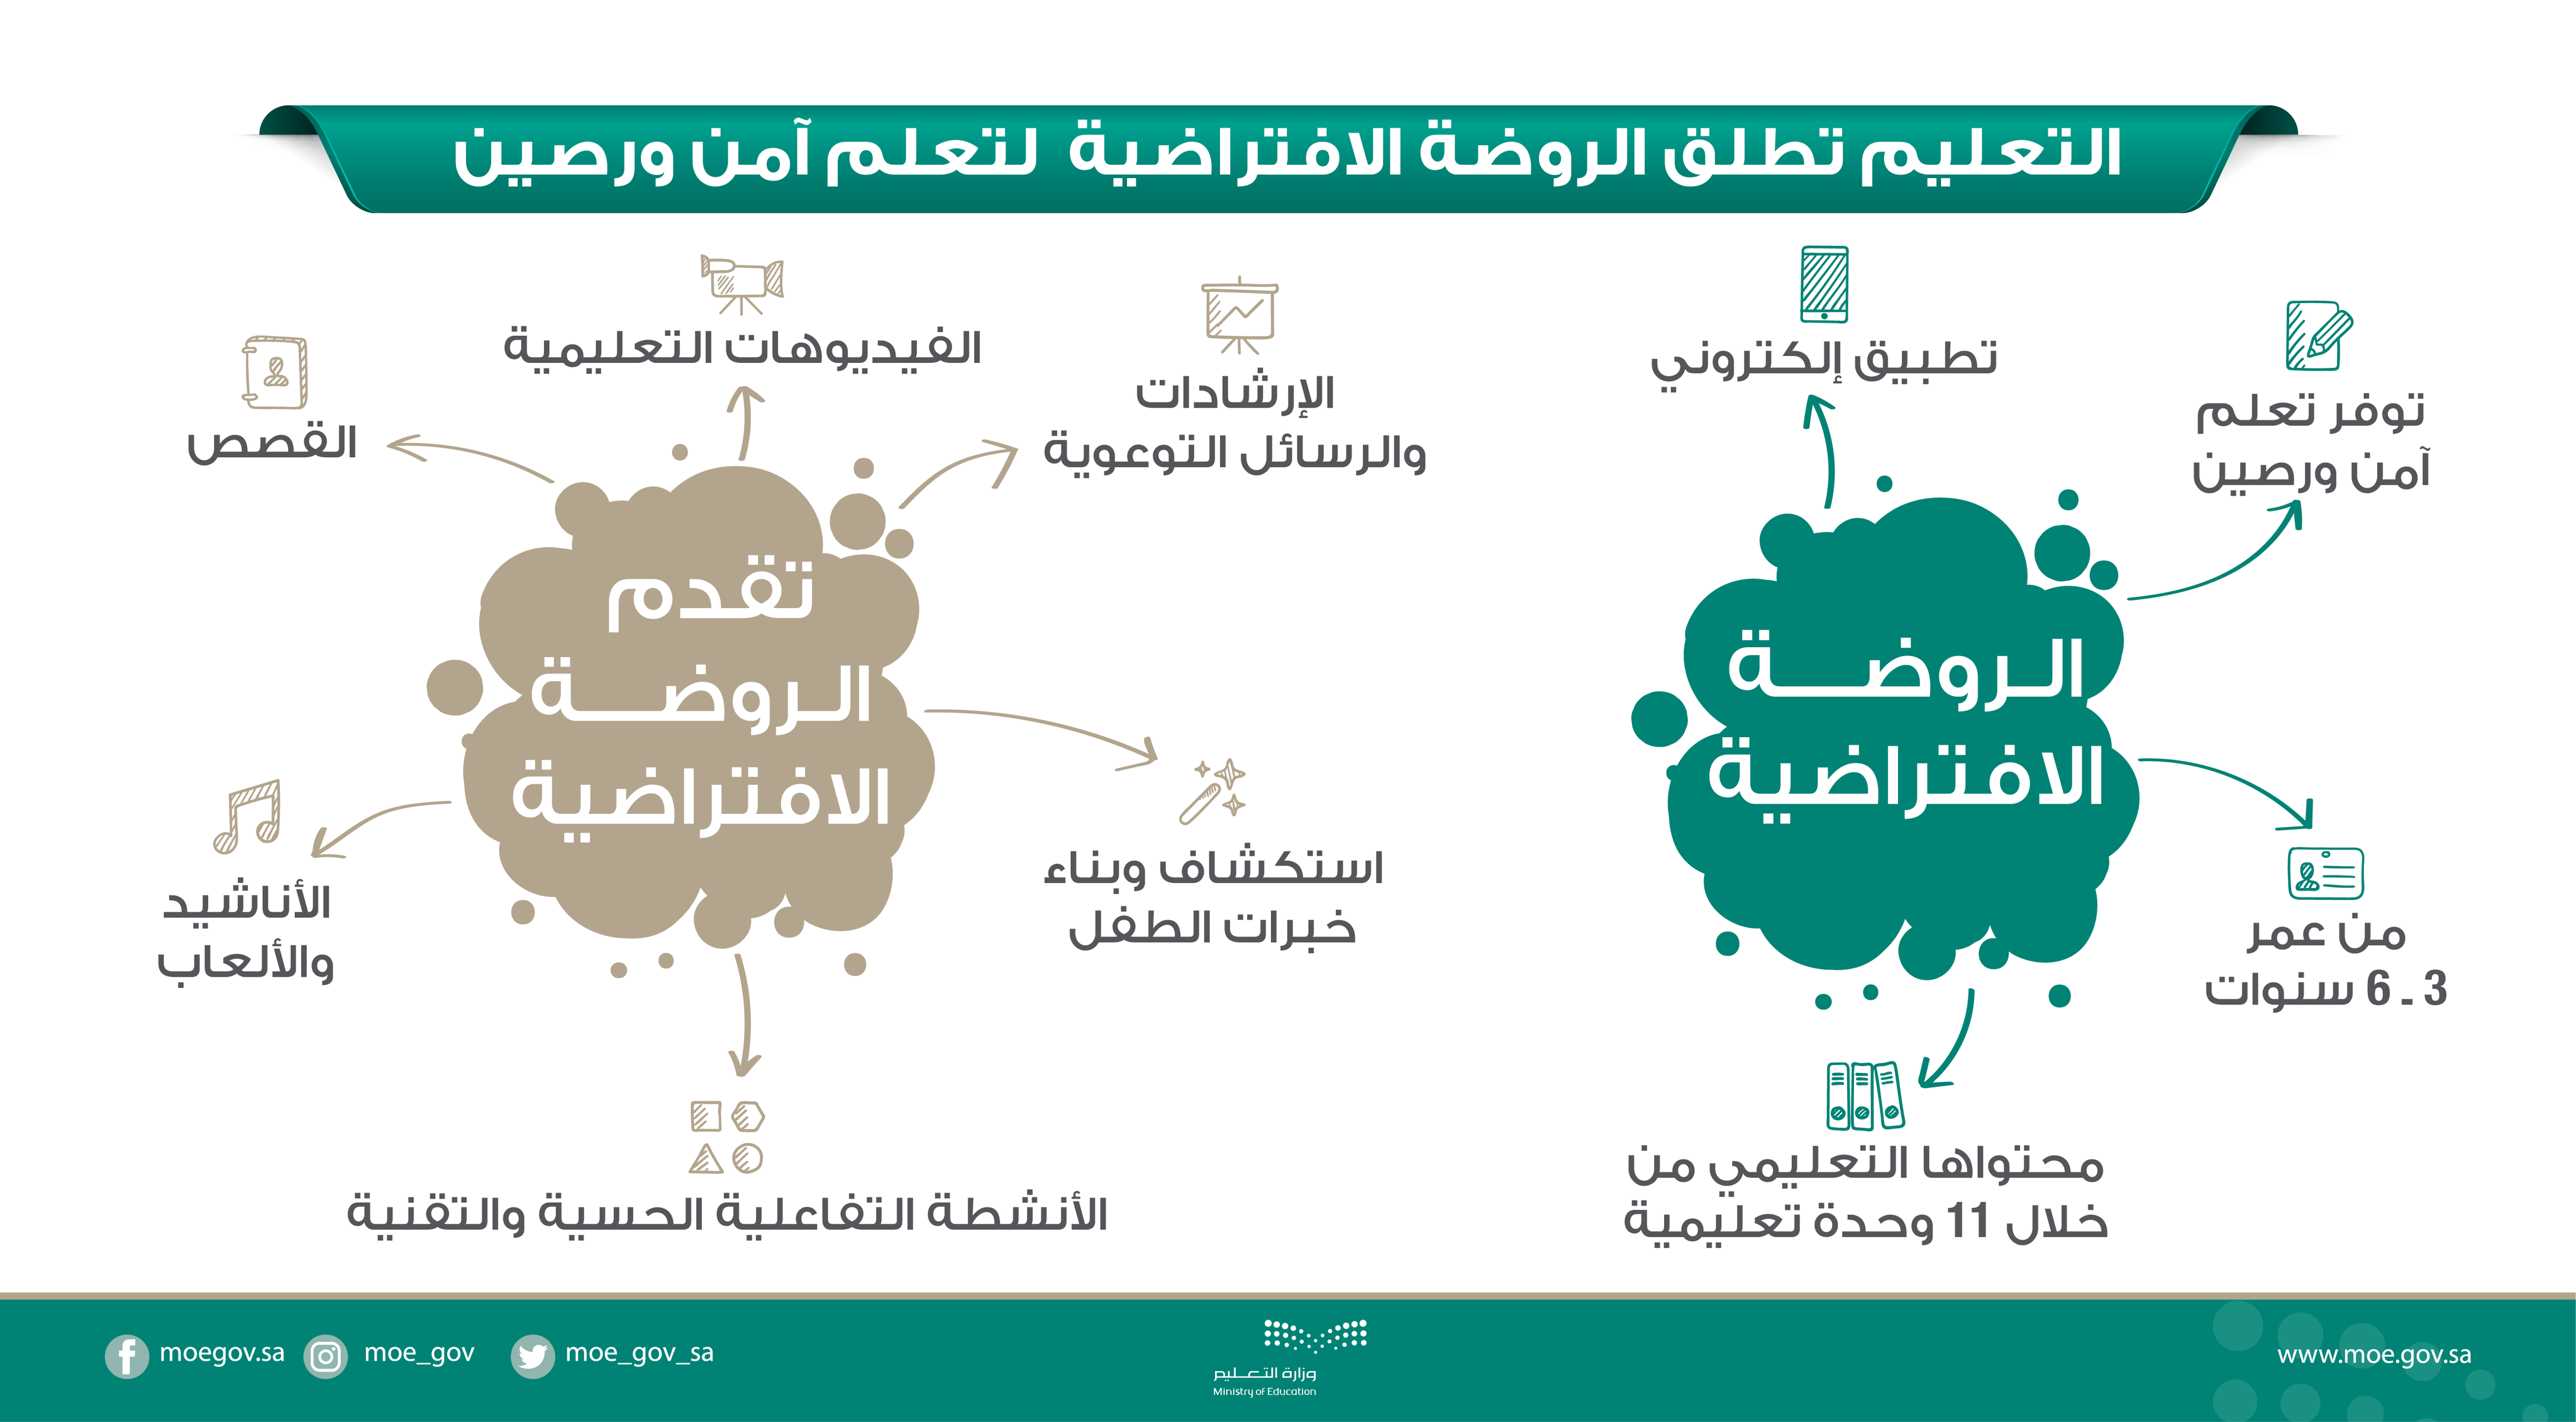 التعليم تطلق الروضة الافتراضية لتعلم آمن ورصين
الروضة
الافتراضية
تطبيق إلكتروني
توفر تعلم
آمن ورصين
من عمر
3 - 6 سنوات
محتواها التعليمي من
خلال 11 وحدة تعليمية
تقدم
الروضة
الافتراضية
الإرشادات
والرسائل التوعوية
الفيديوهات التعليمية
القصص
استكشاف وبناء
خبرات الطفل
الأناشيد
والألعاب
الأنشطة التفاعلية الحسية والتقنية
moegov.sa
moe_gov
moe_gov_sa
وزارة التعليم
Ministry of Education
www.moe.gov.sa